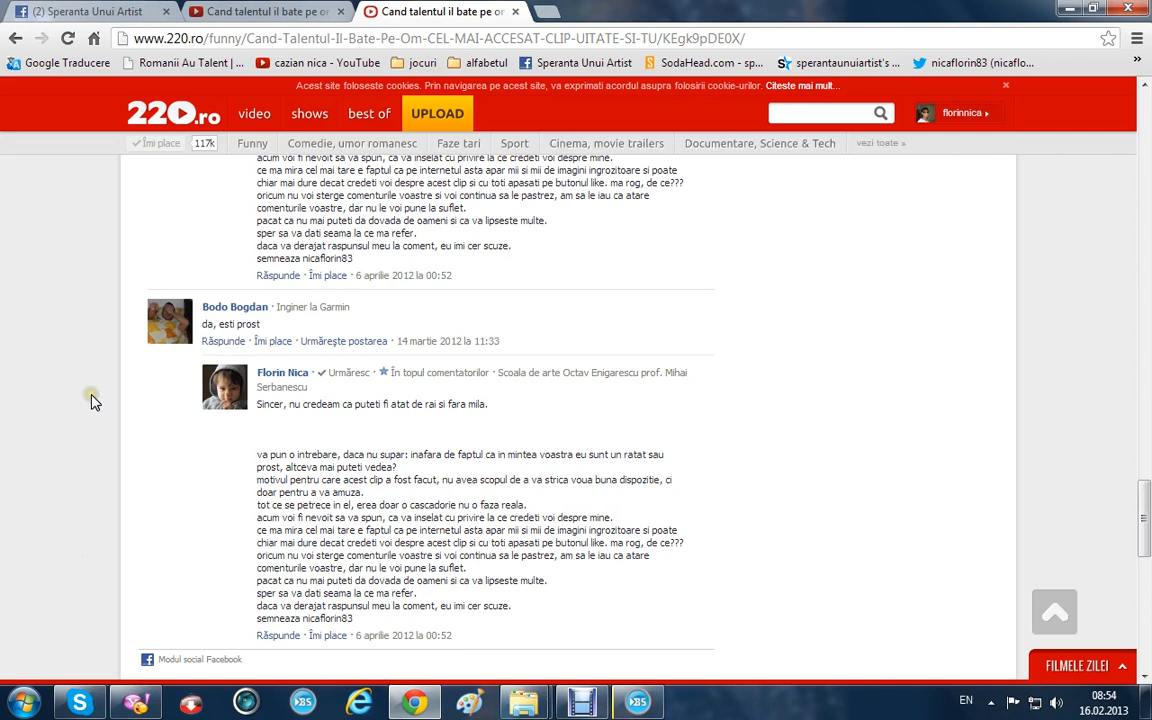 (2) Speranta Unui Artist
Cand talentul il bate pe or
Cand talentul il bate pe or
www.220.ro/funny/Cand-Talentul-Il-Bate-Pe-Om-CEL-MAI-ACCESAT-CLIP-UITATE-SI-TU/KEgk9pDE0X/
Google Traducere
Romanii Au Talent | ...
cazian nica - YouTube
jocuri
alfabetul
Speranta Unui Artist
SodaHead.com - sp...
sperantaunuiartist's ...
nicaflorin83 (nicaflo...
»
Acest site foloseste cookies. Prin navigarea pe acest site, va exprimati acordul asupra folosirii cookie-urilor. Citeste mai mult...
220.ro
video
shows
best of
UPLOAD
florinnica
Îmi place
117k
Funny
Comedie, umor romanesc
Faze tari
Sport
Cinema, movie trailers
Documentare, Science & Tech
vezi toate »
acum voi fi nevoit sa va spun, ca va inselat cu privire la ce credeti voi despre mine.
ce ma mira cel mai tare e faptul ca pe internetul asta apar mii si mii de imagini ingrozitoare si poate
chiar mai dure decat credeti voi despre acest clip si cu toti apasati pe butonul like. ma rog, de ce???
oricum nu voi sterge comenturile voastre si voi continua sa le pastrez, am sa le iau ca atare
comenturile voastre, dar nu le voi pune la suflet.
pacat ca nu mai puteti da dovada de oameni si ca va lipseste multe.
sper sa va dati seama la ce ma refer.
daca va derajat raspunsul meu la coment, eu imi cer scuze.
semneaza nicaflorin83
Răspunde · Îmi place · 6 aprilie 2012 la 00:52
Bodo Bogdan · Inginer la Garmin
da, esti prost
Răspunde · Îmi place · Urmăreşte postarea · 14 martie 2012 la 11:33
Florin Nica · Urmăresc · În topul comentatorilor · Scoala de arte Octav Enigarescu prof. Mihai
Serbanescu
Sincer, nu credeam ca puteti fi atat de rai si fara mila.
va pun o intrebare, daca nu supar: inafara de faptul ca in mintea voastra eu sunt un ratat sau
prost, altceva mai puteti vedea?
motivul pentru care acest clip a fost facut, nu avea scopul de a va strica voua buna dispozitie, ci
doar pentru a va amuza.
tot ce se petrece in el, erea doar o cascadorie nu o faza reala.
acum voi fi nevoit sa va spun, ca va inselat cu privire la ce credeti voi despre mine.
ce ma mira cel mai tare e faptul ca pe internetul asta apar mii si mii de imagini ingrozitoare si poate
chiar mai dure decat credeti voi despre acest clip si cu toti apasati pe butonul like. ma rog, de ce???
oricum nu voi sterge comenturile voastre si voi continua sa le pastrez, am sa le iau ca atare
comenturile voastre, dar nu le voi pune la suflet.
pacat ca nu mai puteti da dovada de oameni si ca va lipseste multe.
sper sa va dati seama la ce ma refer.
daca va derajat raspunsul meu la coment, eu imi cer scuze.
semneaza nicaflorin83
Răspunde · Îmi place · 6 aprilie 2012 la 00:52
Modul social Facebook
FILMELE ZILEI
EN
08:54
16.02.2013